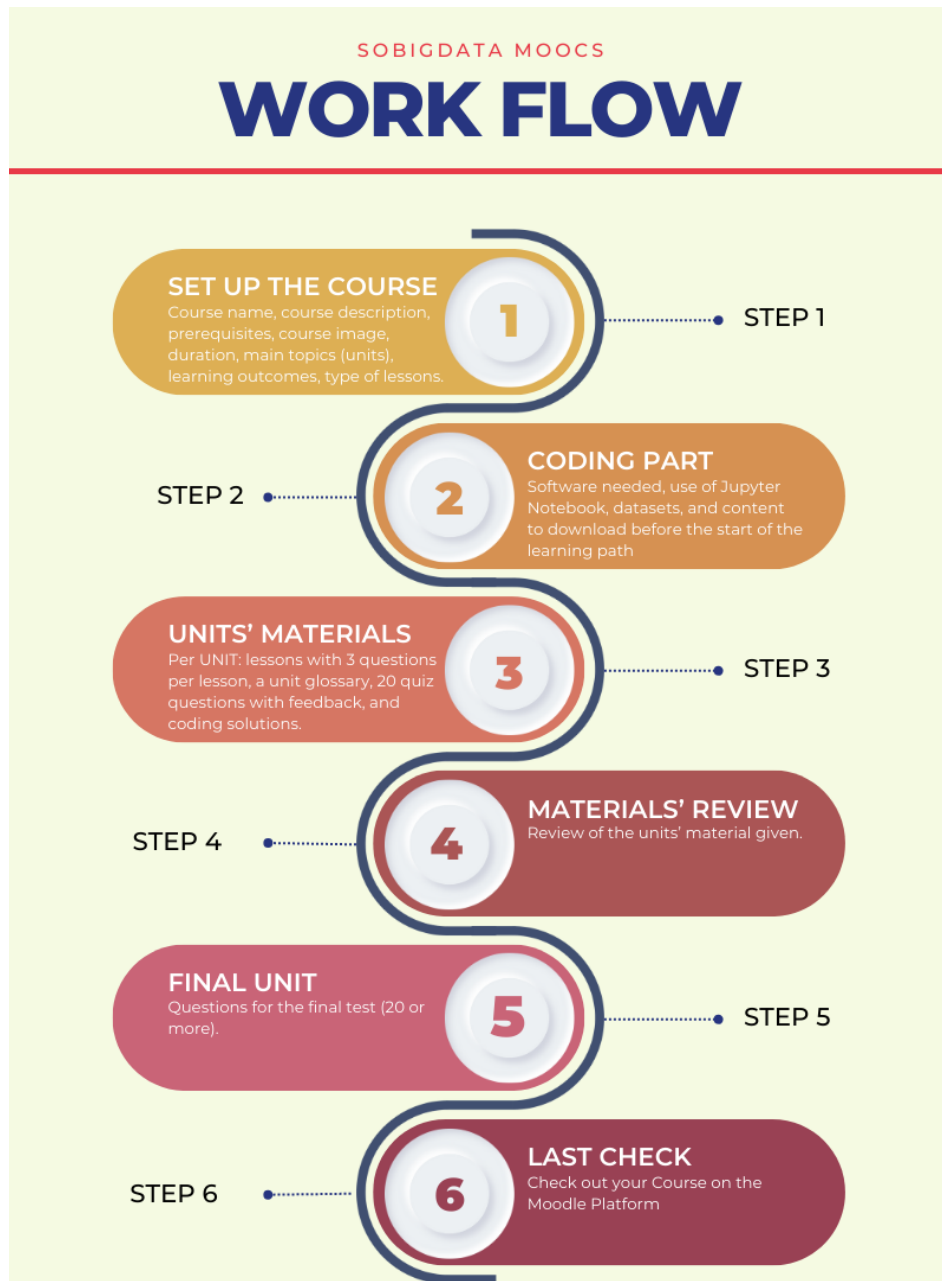 SOBIGDATA MOOCS
WORK FLOW
SET UP THE COURSE
Course name, course description,
prerequisites, course image,
duration, main topics (units),
learning outcomes, type of lessons.
1
STEP 1
STEP 2
2
CODING PART
Software needed, use of Jupyter
Notebook, datasets, and content
to download before the start of the
learning path
UNITS’ MATERIALS
Per UNIT: lessons with 3 questions
per lesson, a unit glossary, 20 quiz
questions with feedback, and
coding solutions.
3
STEP 3
STEP 4
4
MATERIALS’ REVIEW
Review of the units’ material given.
FINAL UNIT
Questions for the final test (20 or
more).
5
STEP 5
STEP 6
6
LAST CHECK
Check out your Course on the
Moodle Platform